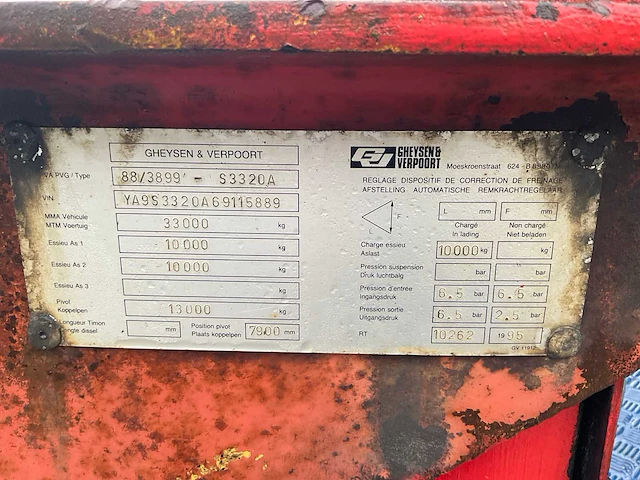 GHEYSEN & VERPOORT
VA PVG / Type 88/3899 - S3320A
VIN YA9S3320A69115889
MMA Véhicule
MTM Voertuig 33000 kg
Essieu As 1 10000 kg
Essieu As 2 10000 kg
Essieu As 3 kg
Pivot
Koppelpen 13000 kg
Longueur Timon
Lengte dissel mm
Position pivot
Plaats koppelpen 7900 mm
GHEYSEN &
VERPOORT
Moeskroenstraat 624 -
REGLAGE DISPOSITIF DE CORRECTION DE FREINAGE
AFSTELLING AUTOMATISCHE REMKRACHTREGELAAR
L F
L mm F mm
Chargé Non chargé
In lading Niet beladen
Charge essieu
Aslast 10000 kg kg
Pression suspension
Druk luchtbalg bar bar
Pression d'entrée
Ingangsdruk 6.5 bar 6.5 bar
Pression sortie
Uitgangsdruk 6.5 bar 2.5 bar
RT 10262 1995